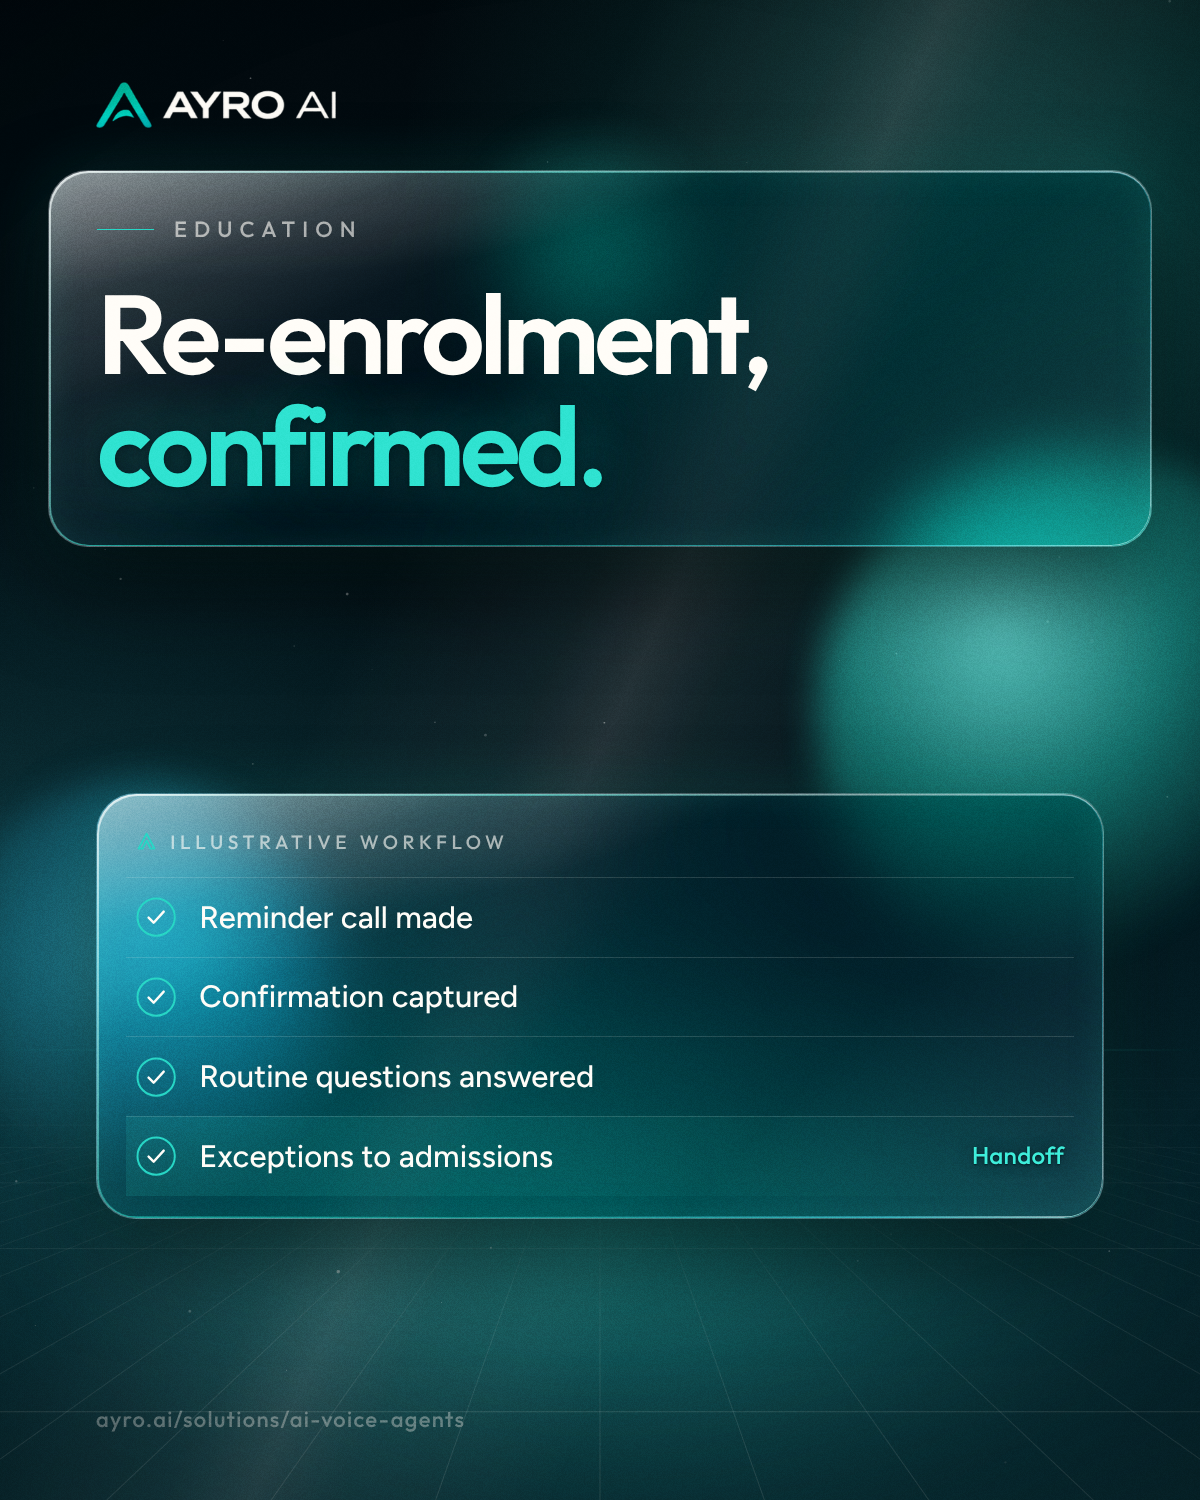 AYRO AI
EDUCATION
Re-enrolment,
confirmed.
ILLUSTRATIVE WORKFLOW
Reminder call made
Confirmation captured
Routine questions answered
Exceptions to admissions Handoff
ayro.ai/solutions/ai-voice-agents